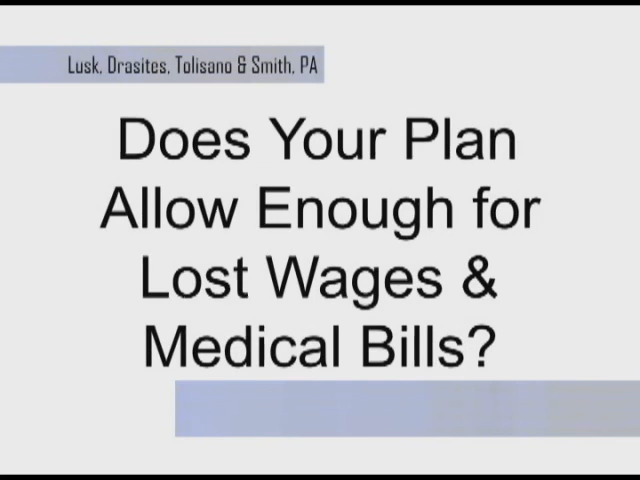 Lusk, Drasites, Tolisano & Smith, PA
Does Your Plan
Allow Enough for
Lost Wages &
Medical Bills?